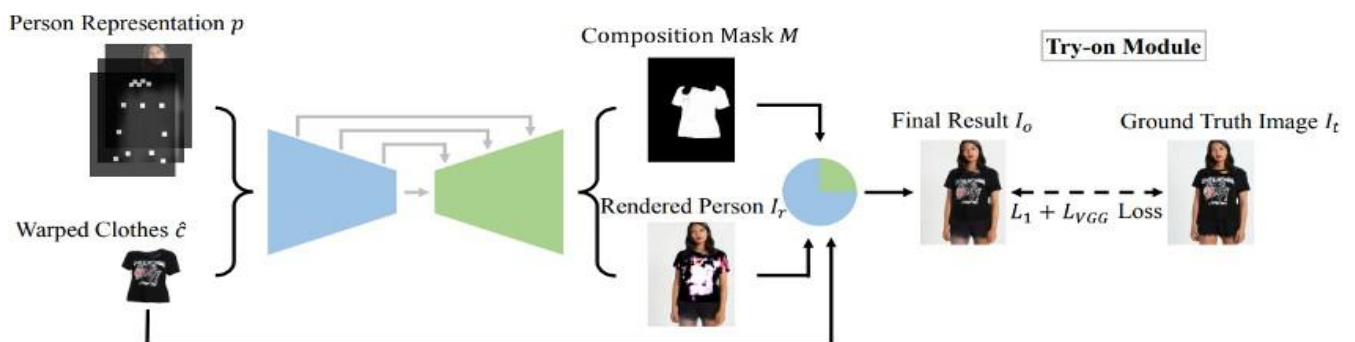 Person Representation p
Composition Mask M
Try-on Module
Final Result I_o
Ground Truth Image I_t
Warped Clothes ĉ
Rendered Person I_r
L_1 + L_VGG Loss